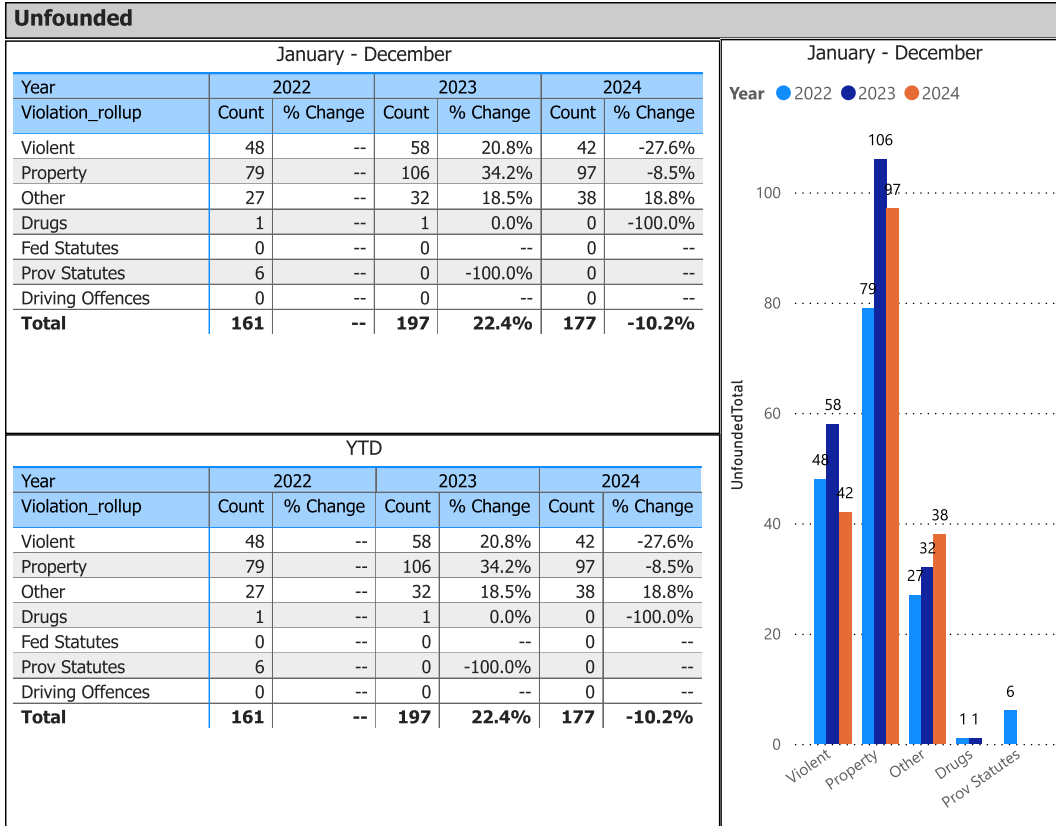 Unfounded
January - December
Year 2022 2023 2024
Violation_rollup Count % Change Count % Change Count % Change
Violent 48 -- 58 20.8% 42 -27.6%
Property 79 -- 106 34.2% 97 -8.5%
Other 27 -- 32 18.5% 38 18.8%
Drugs 1 -- 1 0.0% 0 -100.0%
Fed Statutes 0 -- 0 -- 0 --
Prov Statutes 6 -- 0 -100.0% 0 --
Driving Offences 0 -- 0 -- 0 --
Total 161 -- 197 22.4% 177 -10.2%
YTD
Year 2022 2023 2024
Violation_rollup Count % Change Count % Change Count % Change
Violent 48 -- 58 20.8% 42 -27.6%
Property 79 -- 106 34.2% 97 -8.5%
Other 27 -- 32 18.5% 38 18.8%
Drugs 1 -- 1 0.0% 0 -100.0%
Fed Statutes 0 -- 0 -- 0 --
Prov Statutes 6 -- 0 -100.0% 0 --
Driving Offences 0 -- 0 -- 0 --
Total 161 -- 197 22.4% 177 -10.2%
January - December
Year 2022 2023 2024
UnfoundedTotal
100
80
60
40
20
0
48 58 42
79 106 97
27 32 38
1 1
6
Violent Property Other Drugs Prov Statutes